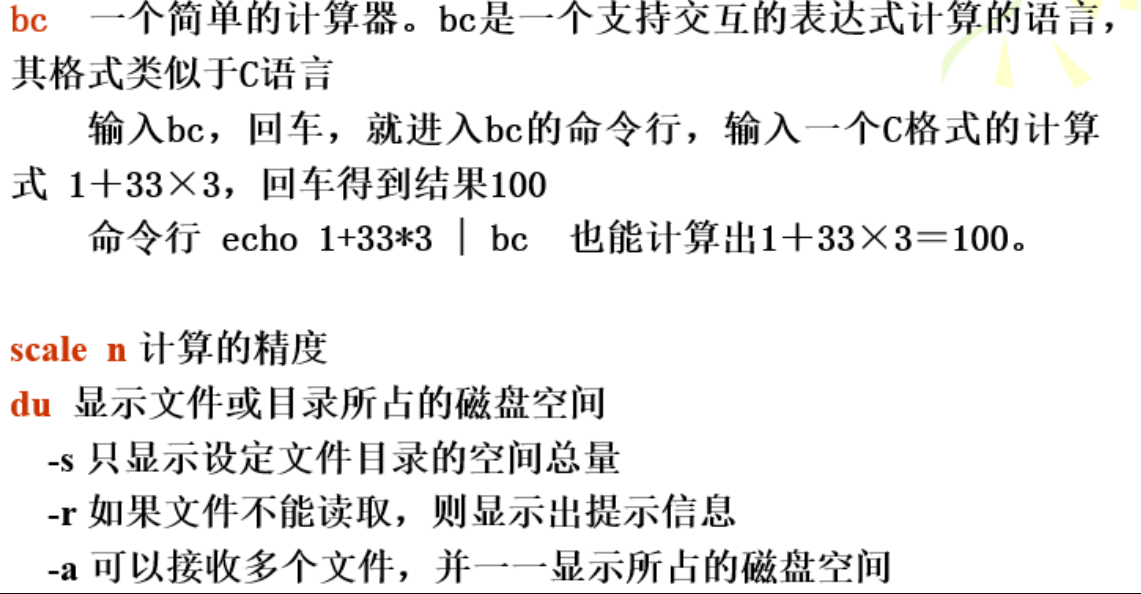 bc 一个简单的计算器。bc是一个支持交互的表达式计算的语言，
其格式类似于C语言
输入bc，回车，就进入bc的命令行，输入一个C格式的计算
式 1＋33×3，回车得到结果100
命令行 echo 1+33*3 | bc 也能计算出1＋33×3＝100。
scale n 计算的精度
du 显示文件或目录所占的磁盘空间
-s 只显示设定文件目录的空间总量
-r 如果文件不能读取，则显示出提示信息
-a 可以接收多个文件，并一一显示所占的磁盘空间